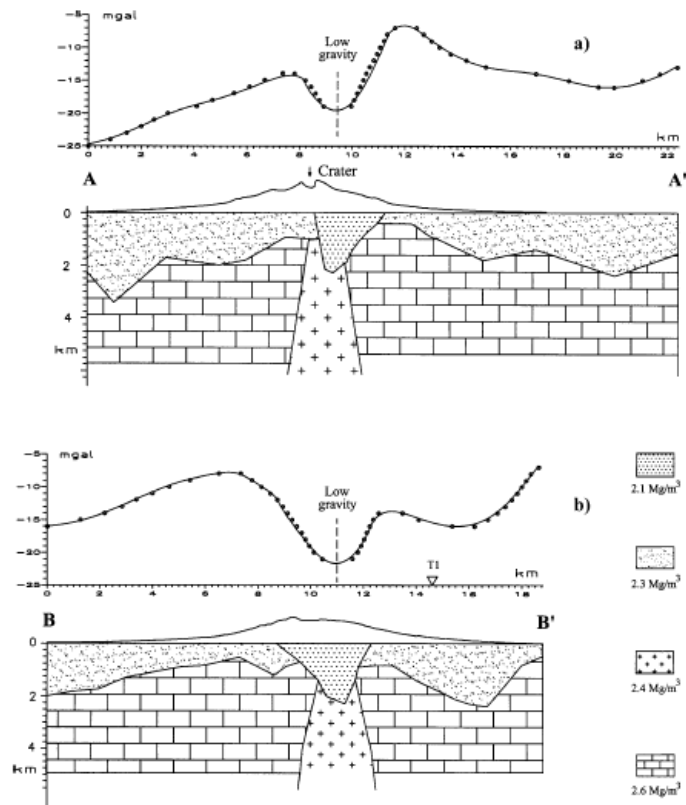 -5
mgal
a)
Low
gravity
-10
-15
-20
-25
0 2 4 6 8 10 12 14 16 18 20 22
km
Crater
A
A'
0
2
4
km
-5
mgal
b)
Low
gravity
-10
-15
-20
-25
T1
km
0 2 4 6 8 10 12 14 16 18
B
B'
0
2
4
km
2.1 Mg/m³
2.3 Mg/m³
2.4 Mg/m³
2.6 Mg/m³